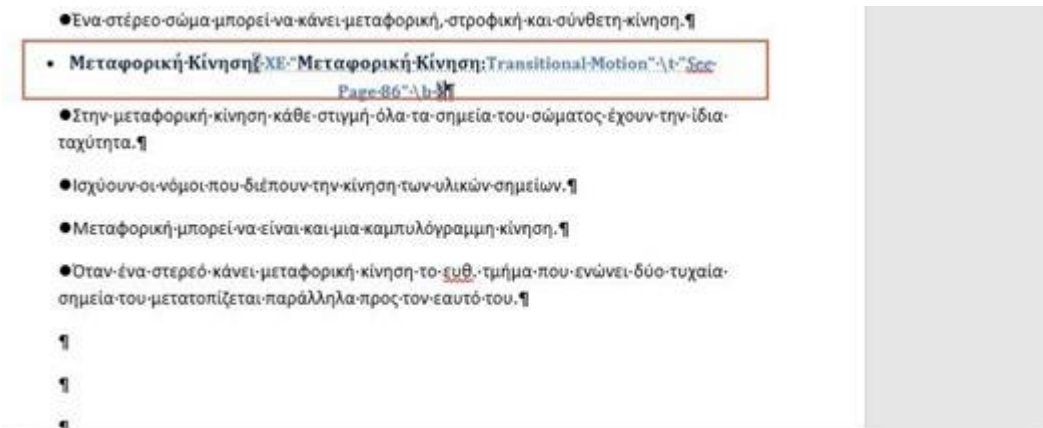 ●Ένα στέρεο σώμα μπορεί να κάνει μεταφορική, στροφική και σύνθετη κίνηση.¶
• Μεταφορική Κίνηση{ XE "Μεταφορική Κίνηση:Transitional Motion" \t "See
Page 86" \b }¶
●Στην μεταφορική κίνηση κάθε στιγμή όλα τα σημεία του σώματος έχουν την ίδια
ταχύτητα.¶
●Ισχύουν οι νόμοι που διέπουν την κίνηση των υλικών σημείων.¶
●Μεταφορική μπορεί να είναι και μια καμπυλόγραμμη κίνηση.¶
●Όταν ένα στερεό κάνει μεταφορική κίνηση το ευθ. τμήμα που ενώνει δύο τυχαία
σημεία του μετατοπίζεται παράλληλα προς τον εαυτό του.¶
¶
¶
¶